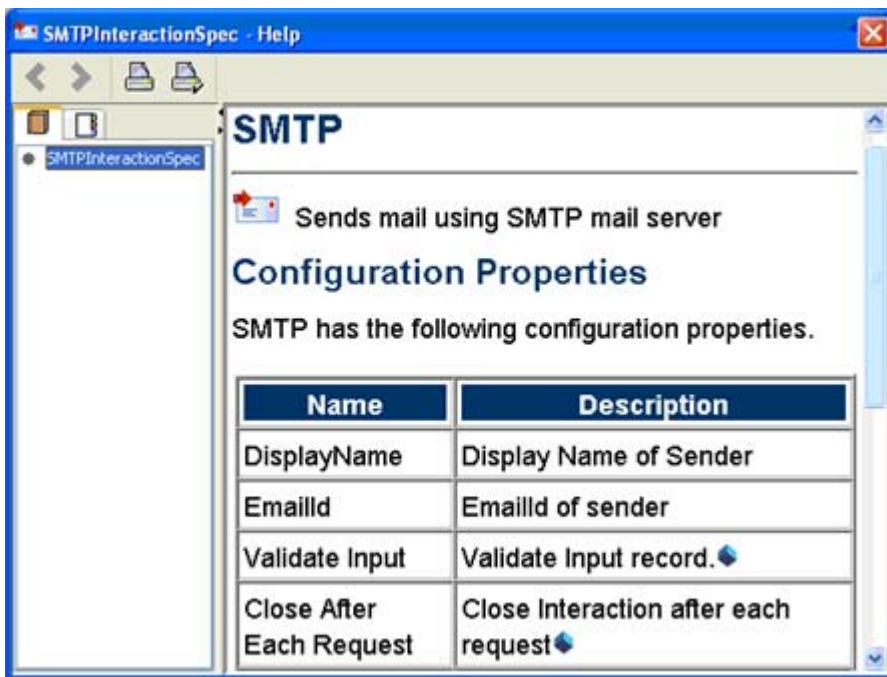 SMTPInteractionSpec - Help
SMTPInteractionSpec
SMTP
Sends mail using SMTP mail server
Configuration Properties
SMTP has the following configuration properties.
Name Description
DisplayName Display Name of Sender
EmailId EmailId of sender
Validate Input Validate Input record.
Close After Close Interaction after each
Each Request request